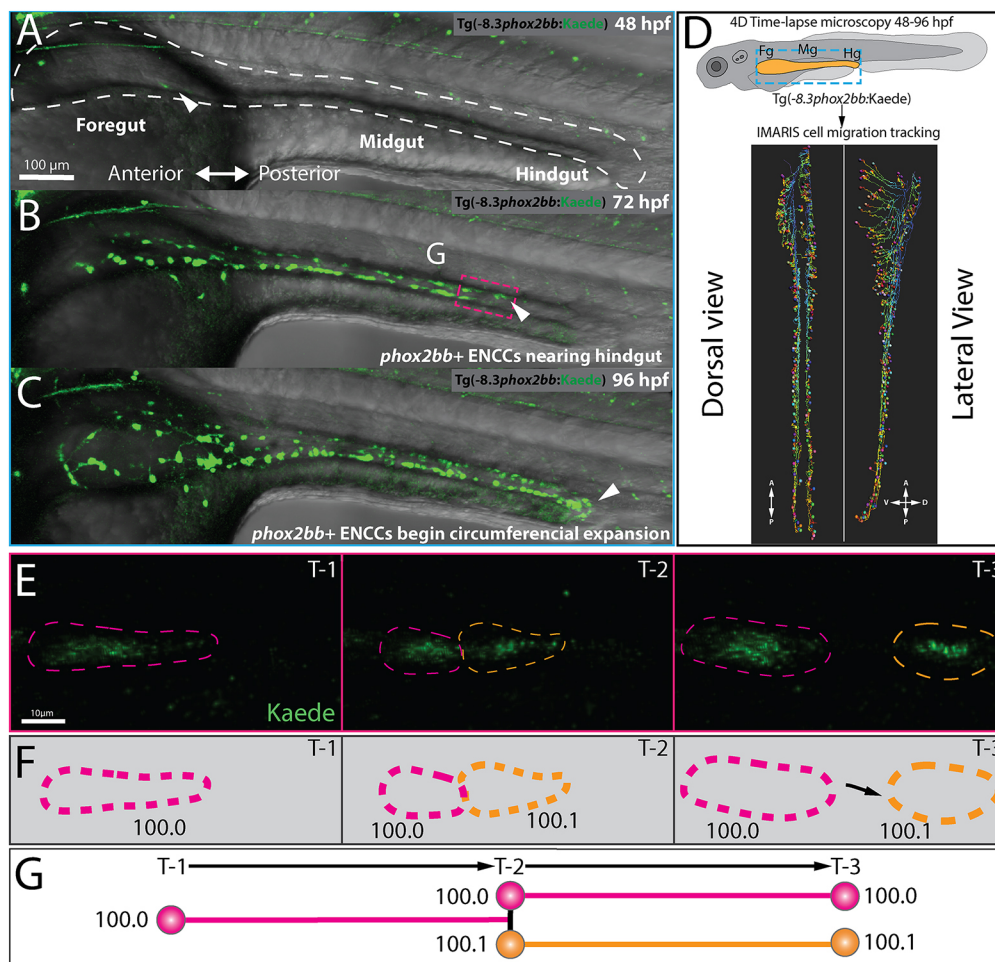 A
Tg(-8.3phox2bb:Kaede) 48 hpf
Foregut
Midgut
Hindgut
100 µm
Anterior
Posterior
B
Tg(-8.3phox2bb:Kaede) 72 hpf
G
phox2bb+ ENCCs nearing hindgut
C
Tg(-8.3phox2bb:Kaede) 96 hpf
phox2bb+ ENCCs begin circumferencial expansion
D
4D Time-lapse microscopy 48-96 hpf
Fg
Mg
Hg
Tg(-8.3phox2bb:Kaede)
IMARIS cell migration tracking
Dorsal view
Lateral View
A
P
A
V
D
P
E
T-1
T-2
T-3
10µm
Kaede
F
T-1
T-2
T-3
100.0
100.0
100.1
100.0
100.1
G
T-1
T-2
T-3
100.0
100.0
100.0
100.1
100.1